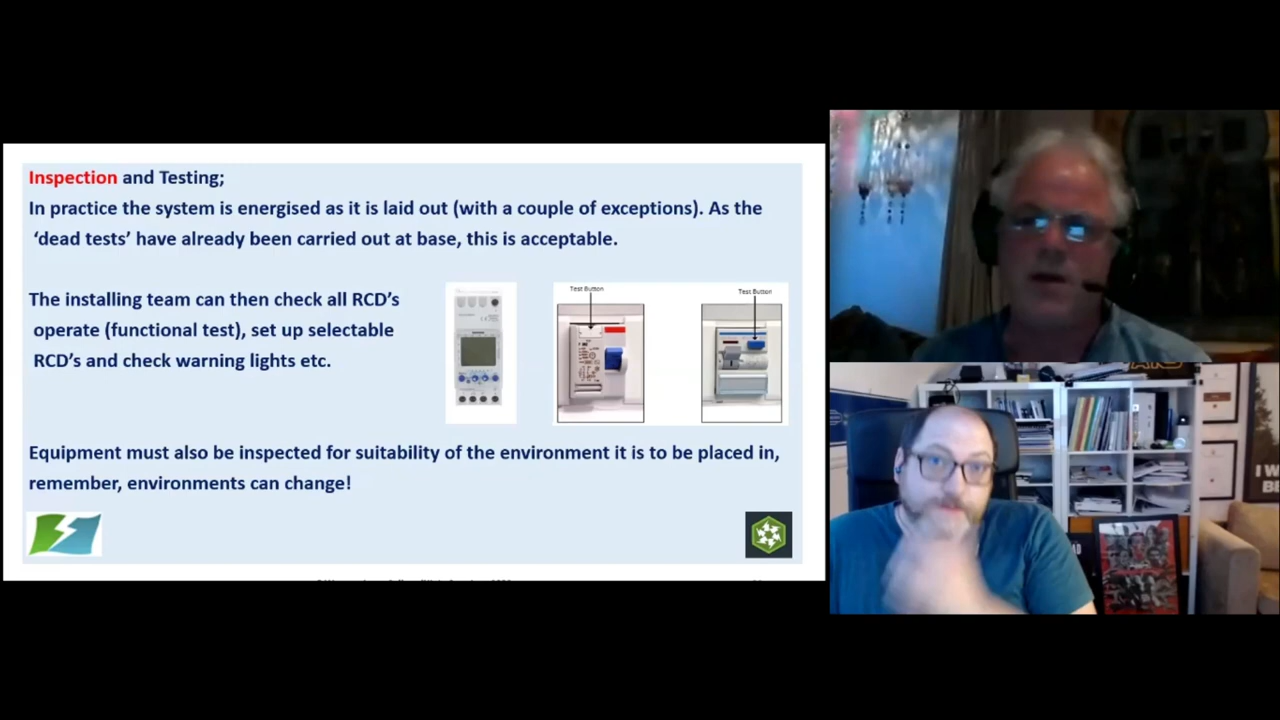 Inspection and Testing;
In practice the system is energised as it is laid out (with a couple of exceptions). As the
‘dead tests’ have already been carried out at base, this is acceptable.
The installing team can then check all RCD’s
operate (functional test), set up selectable
RCD’s and check warning lights etc.
Test Button
Test Button
Equipment must also be inspected for suitability of the environment it is to be placed in,
remember, environments can change!
I W
BE